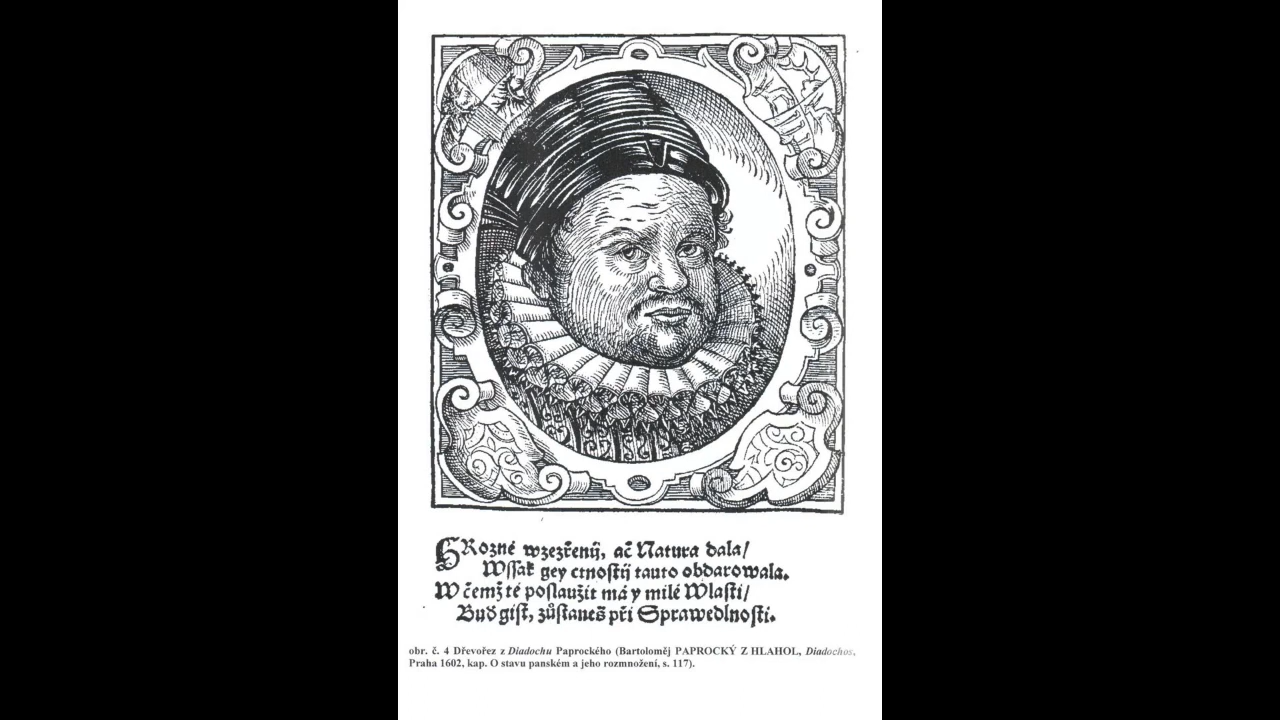 HRozné wzezřenij, ač Natura dala/
Wſſak gey ctnoſtij tauto obdarowala.
W čemž té poſlaužit má y milé Wlaſti/
Buď giſt, zůſtaneš při Sprawedlnoſti.
obr. č. 4 Dřevořez z Diadochu Paprockého (Bartoloměj PAPROCKÝ Z HLAHOL, Diadochos,
Praha 1602, kap. O stavu panském a jeho rozmnožení, s. 117).